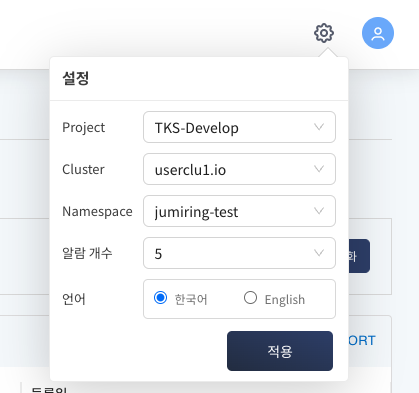 설정
Project
TKS-Develop
Cluster
userclu1.io
Namespace
jumiring-test
알람 개수
5
언어
한국어
English
적용
화
ORT